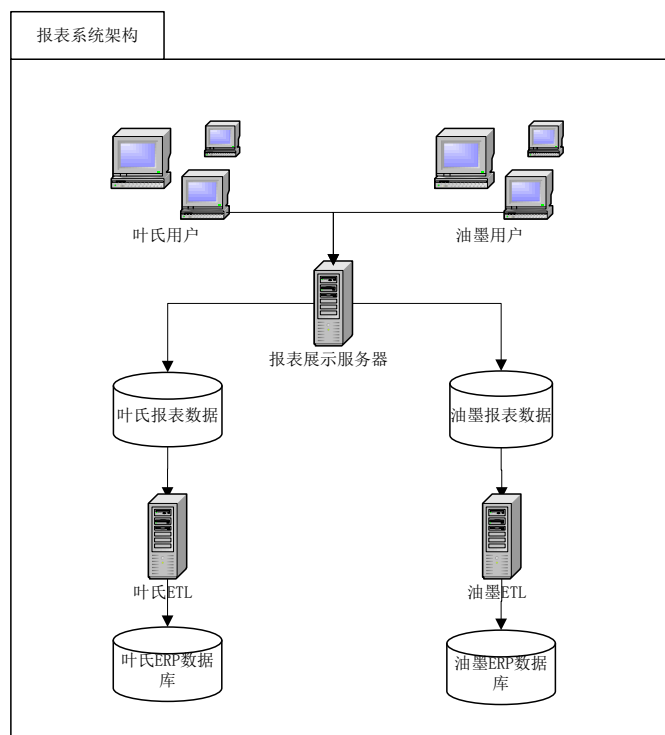 报表系统架构
叶氏用户
油墨用户
报表展示服务器
叶氏报表数据
油墨报表数据
叶氏ETL
油墨ETL
叶氏ERP数据
库
油墨ERP数据
库